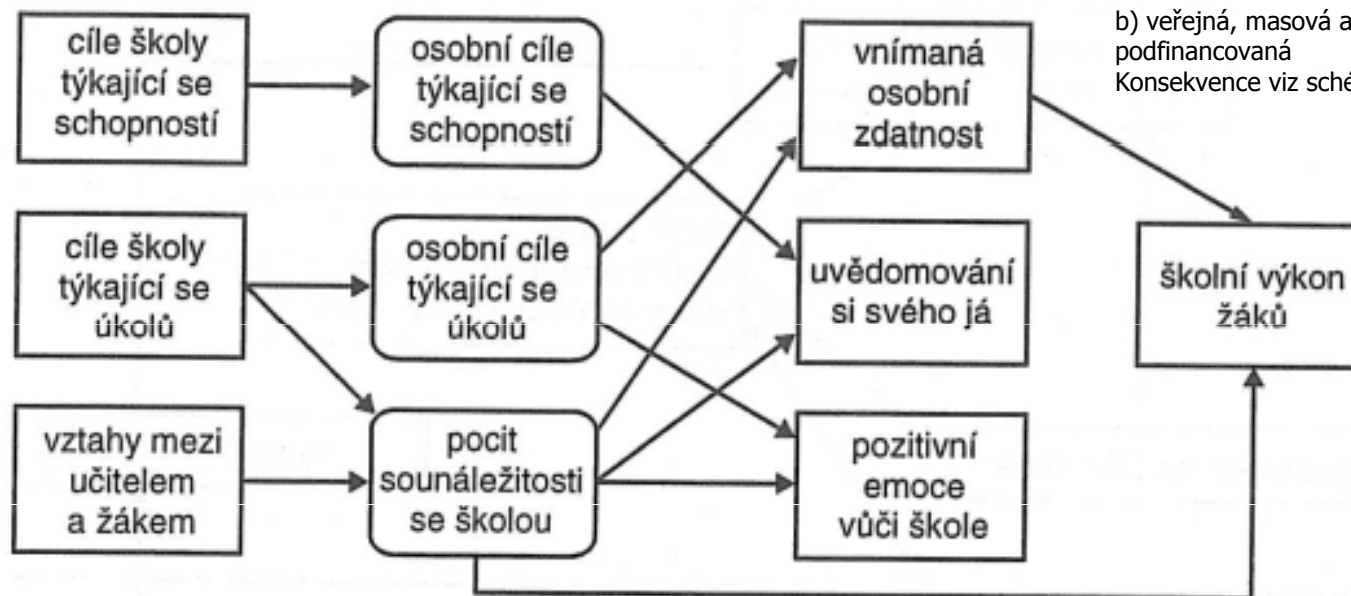 cíle školy
týkající se
schopností
osobní cíle
týkající se
schopností
vnímaná
osobní
zdatnost
b) veřejná, masová a
podfinancovaná
Konsekvence viz
cíle školy
týkající se
úkolů
osobní cíle
týkající se
úkolů
uvědomování
si svého já
školní výkon
žáků
vztahy mezi
učitelem
a žákem
pocit
sounáležitosti
se školou
pozitivní
emoce
vůči škole